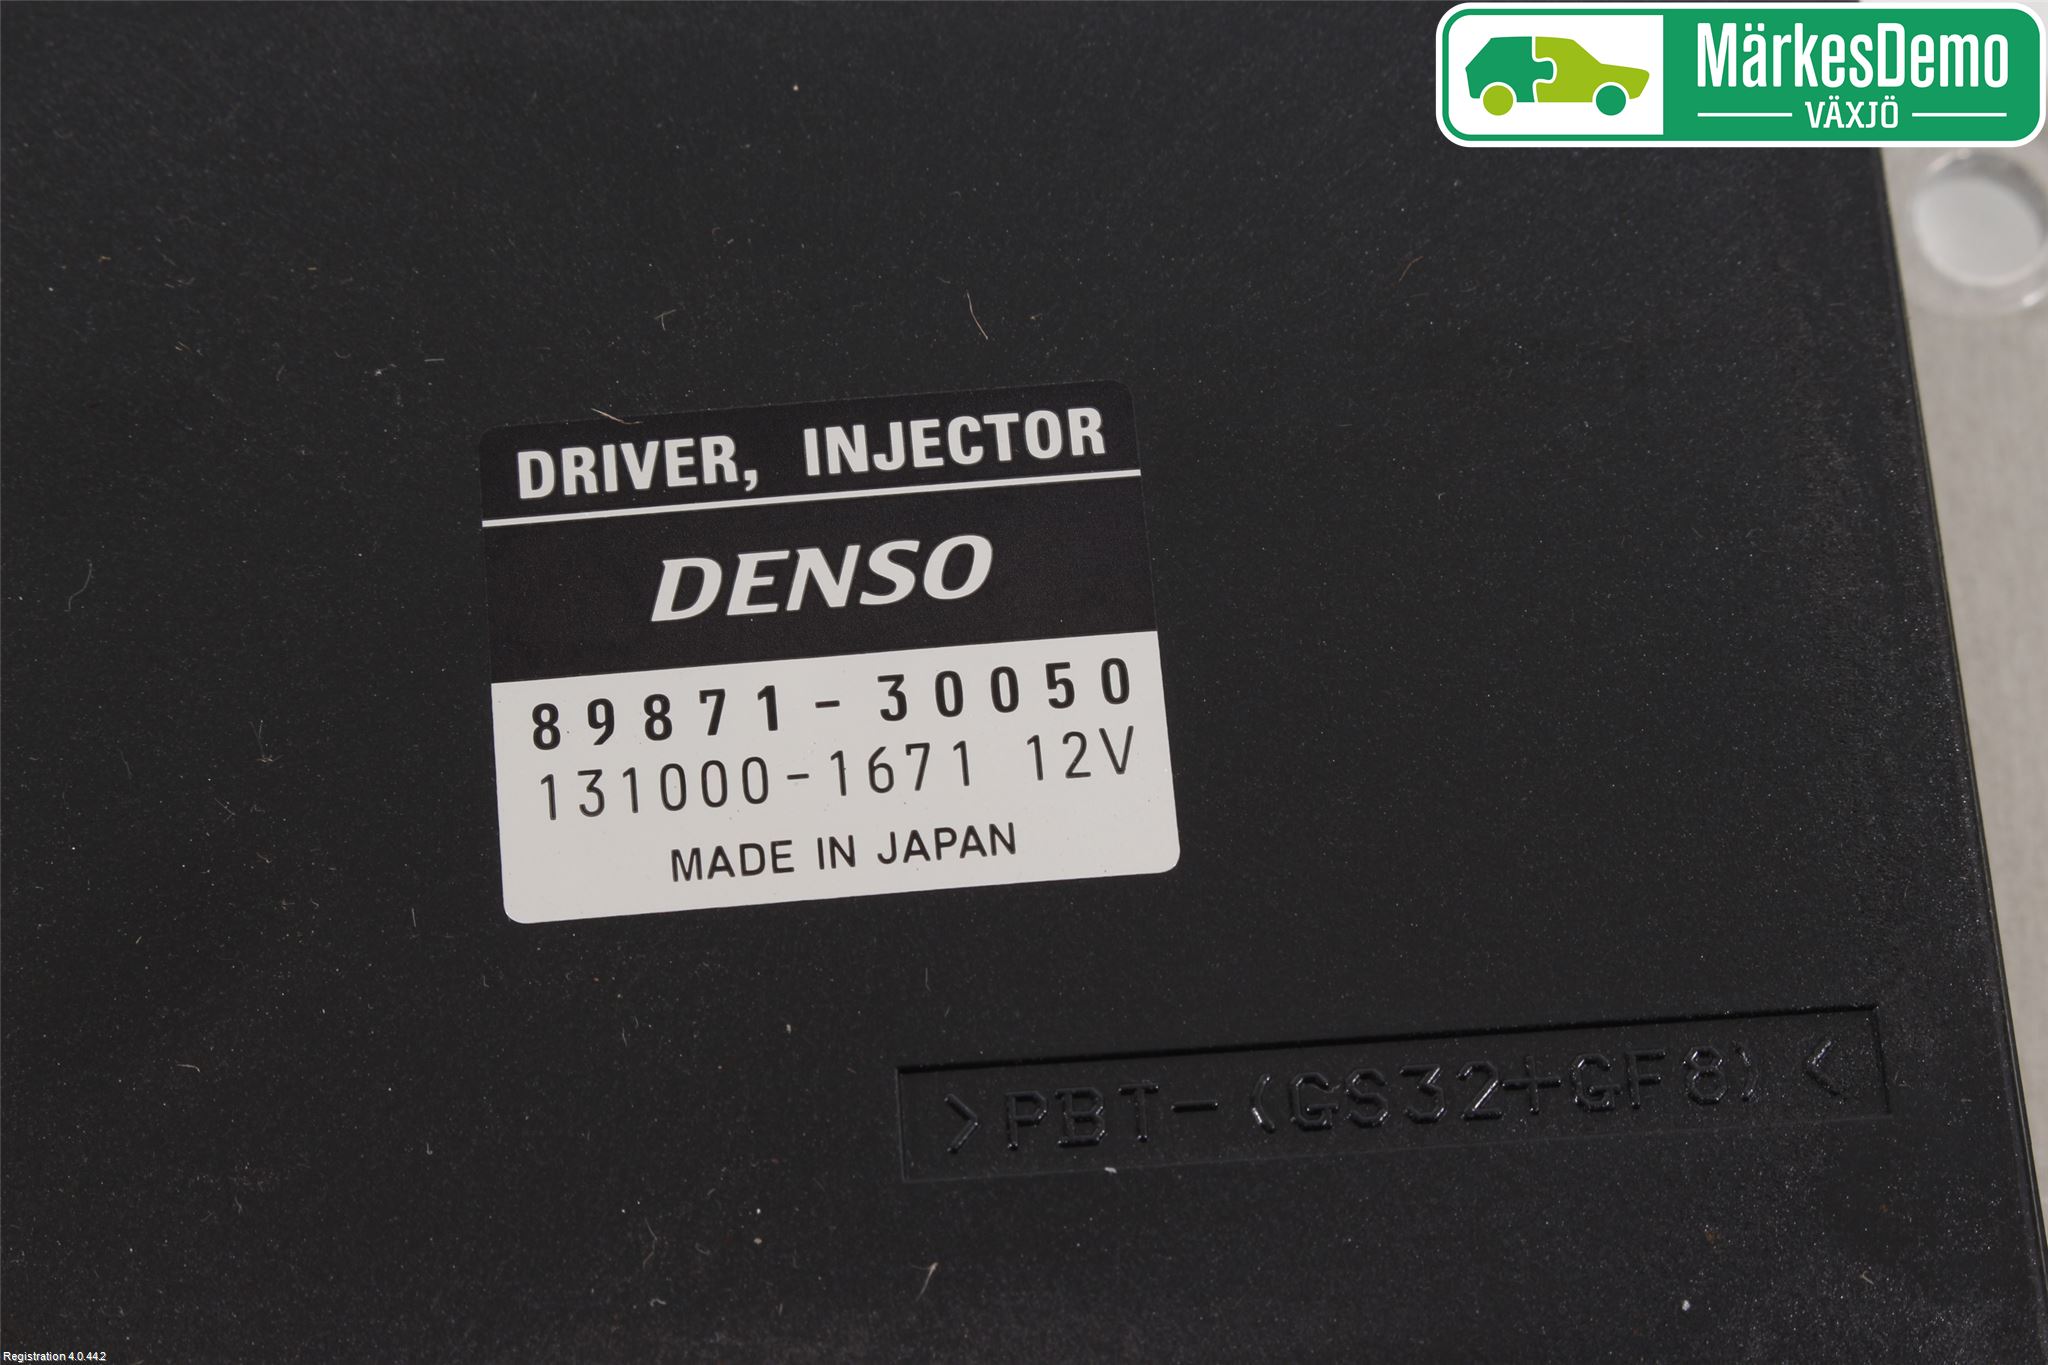 MärkesDemo
VÄXJÖ
DRIVER, INJECTOR
DENSO
89871-30050
131000-1671 12V
MADE IN JAPAN
>PBT-(GS32+GF8)<
Registration 4.0.44.2